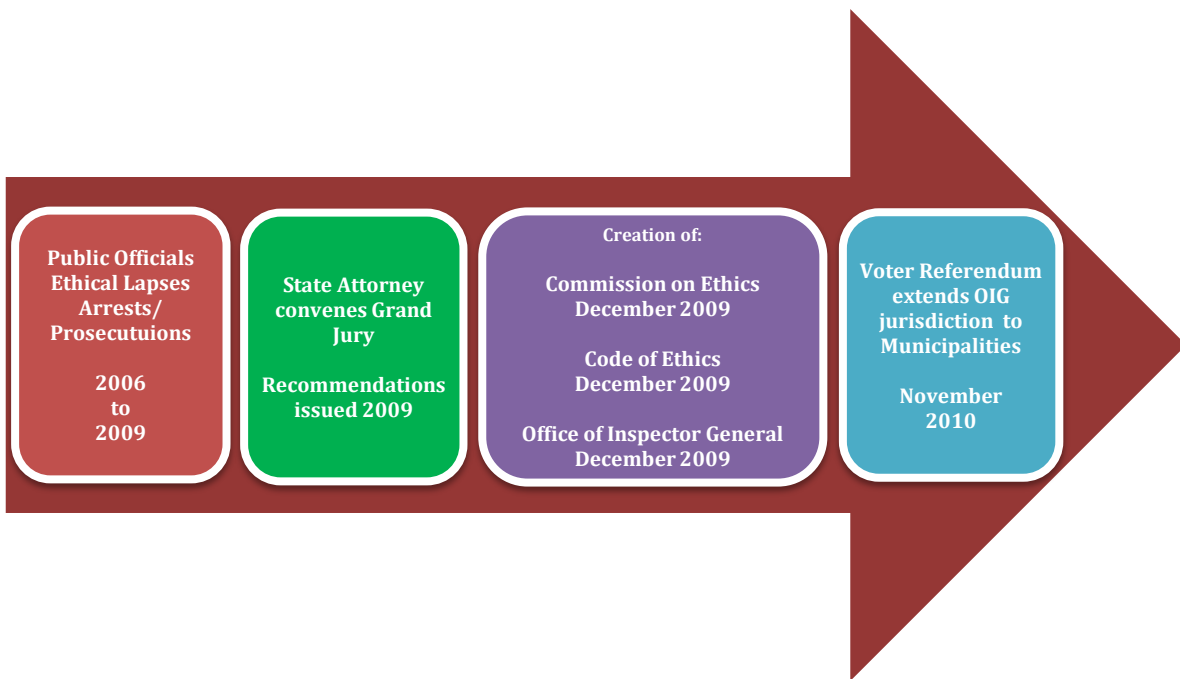 Public Officials
Ethical Lapses
Arrests/
Prosecutuions
2006
to
2009
State Attorney
convenes Grand
Jury
Recommendations
issued 2009
Creation of:
Commission on Ethics
December 2009
Code of Ethics
December 2009
Office of Inspector General
December 2009
Voter Referendum
extends OIG
jurisdiction to
Municipalities
November
2010